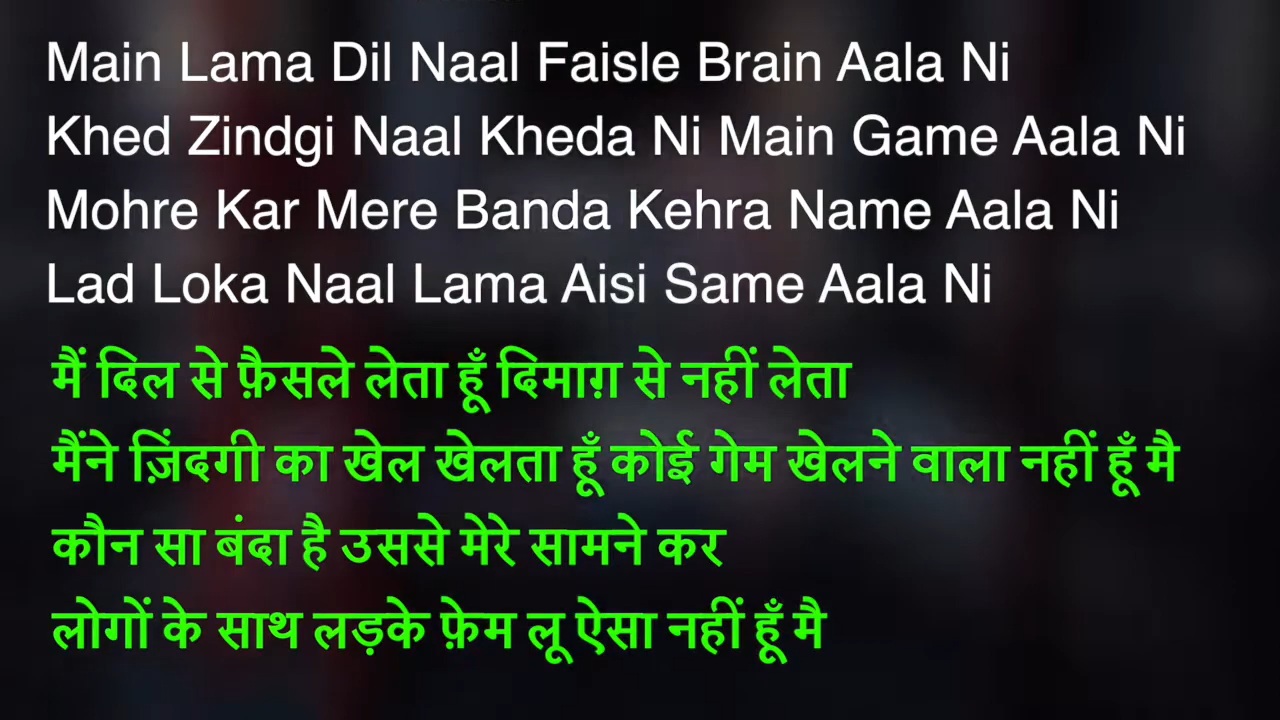 Main Lama Dil Naal Faisle Brain Aala Ni
Khed Zindgi Naal Kheda Ni Main Game Aala Ni
Mohre Kar Mere Banda Kehra Name Aala Ni
Lad Loka Naal Lama Aisi Same Aala Ni
मैं दिल से फ़ैसले लेता हूँ दिमाग़ से नहीं लेता
मैंने ज़िंदगी का खेल खेलता हूँ कोई गेम खेलने वाला नहीं हूँ मै
कौन सा बंदा है उससे मेरे सामने कर
लोगों के साथ लड़के फ़ेम लू ऐसा नहीं हूँ मै